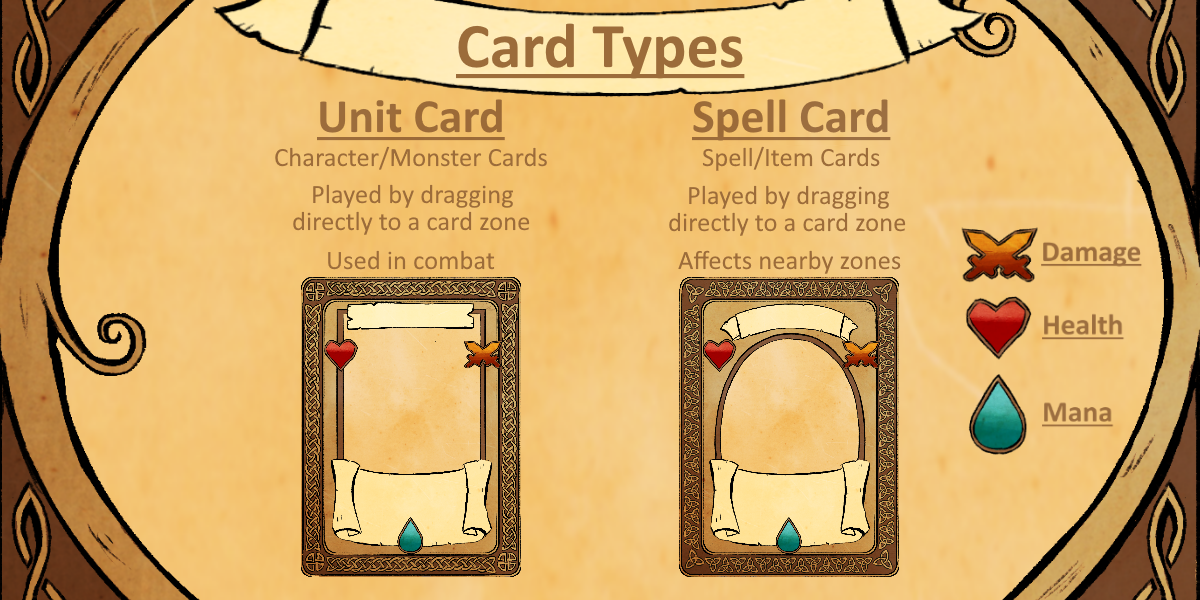 Card Types
Unit Card
Character/Monster Cards
Played by dragging
directly to a card zone
Used in combat
Spell Card
Spell/Item Cards
Played by dragging
directly to a card zone
Affects nearby zones
Damage
Health
Mana